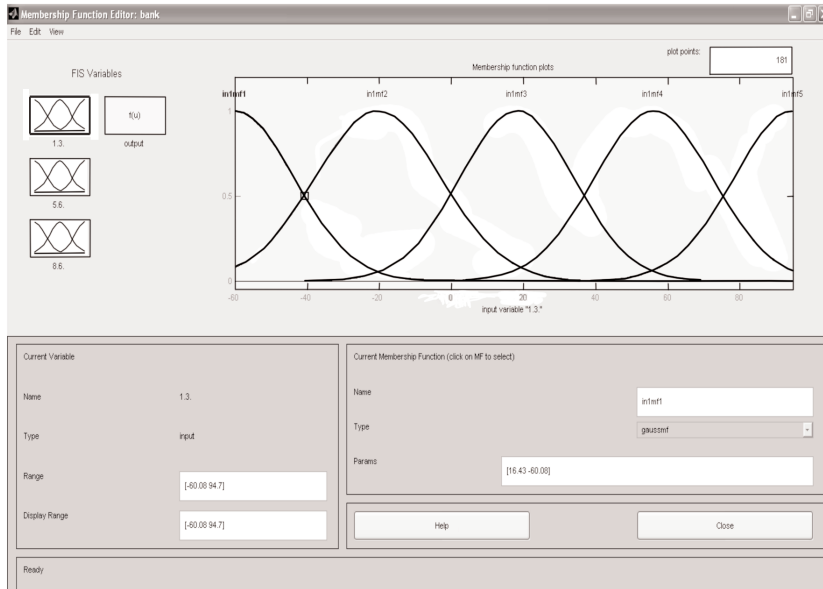 Membership Function Editor: bank
File Edit View
plot points: 181
FIS Variables
Membership function plots
in1mf1 in1mf2 in1mf3 in1mf4 in1mf5
f(u)
1.3. output
5.6.
8.6.
1
0.5
0
-60 -40 -20 0 20 40 60 80
input variable "1.3."
Current Variable
Name 1.3.
Type input
Range [-60.08 94.7]
Display Range [-60.08 94.7]
Current Membership Function (click on MF to select)
Name in1mf1
Type gaussmf
Params [16.43 -60.08]
Help Close
Ready